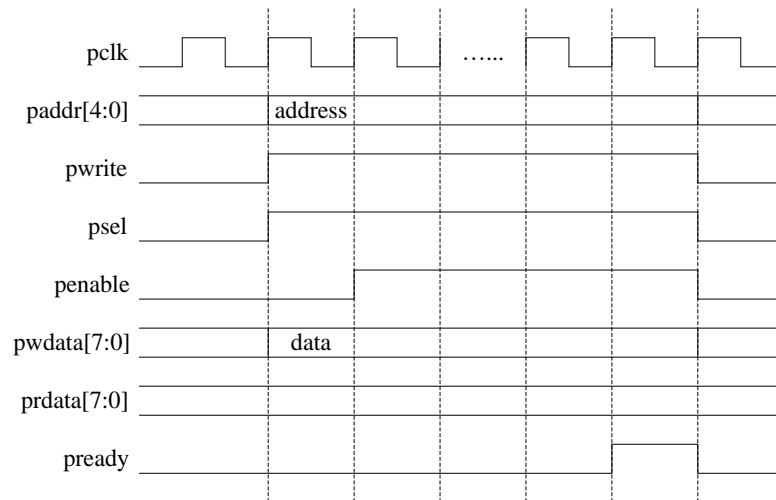 pclk
…...
paddr[4:0]
address
pwrite
psel
penable
pwdata[7:0]
data
prdata[7:0]
pready